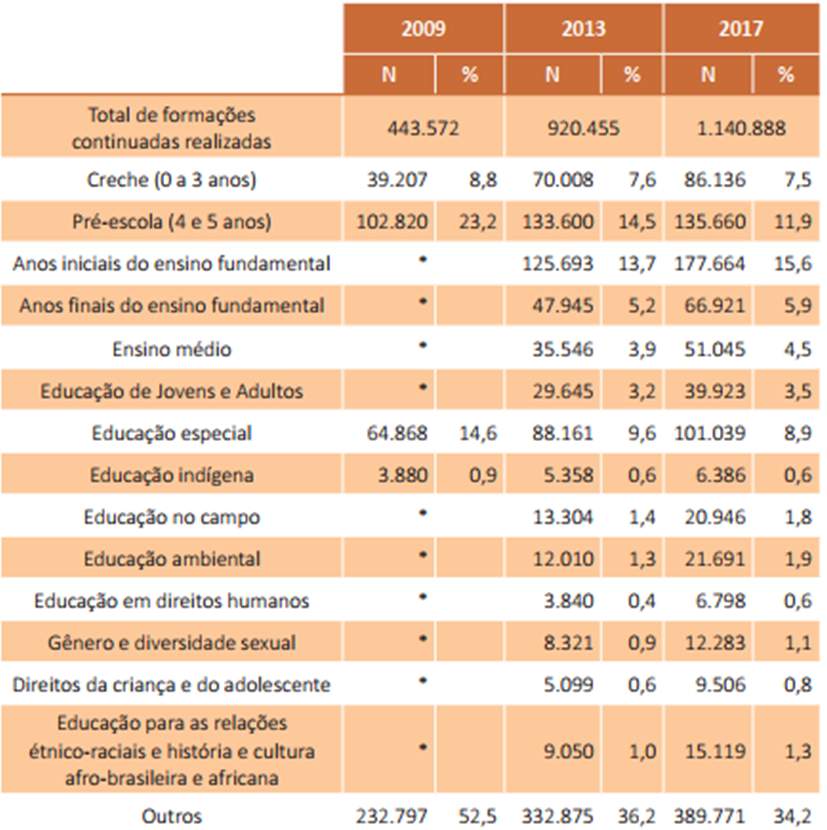 2009 2013 2017
N % N % N %
Total de formações
continuadas realizadas
443.572 920.455 1.140.888
Creche (0 a 3 anos) 39.207 8,8 70.008 7,6 86.136 7,5
Pré-escola (4 e 5 anos) 102.820 23,2 133.600 14,5 135.660 11,9
Anos iniciais do ensino fundamental * 125.693 13,7 177.664 15,6
Anos finais do ensino fundamental * 47.945 5,2 66.921 5,9
Ensino médio * 35.546 3,9 51.045 4,5
Educação de Jovens e Adultos * 29.645 3,2 39.923 3,5
Educação especial 64.868 14,6 88.161 9,6 101.039 8,9
Educação indígena 3.880 0,9 5.358 0,6 6.386 0,6
Educação no campo * 13.304 1,4 20.946 1,8
Educação ambiental * 12.010 1,3 21.691 1,9
Educação em direitos humanos * 3.840 0,4 6.798 0,6
Gênero e diversidade sexual * 8.321 0,9 12.283 1,1
Direitos da criança e do adolescente * 5.099 0,6 9.506 0,8
Educação para as relações
étnico-raciais e história e cultura
afro-brasileira e africana
* 9.050 1,0 15.119 1,3
Outros 232.797 52,5 332.875 36,2 389.771 34,2